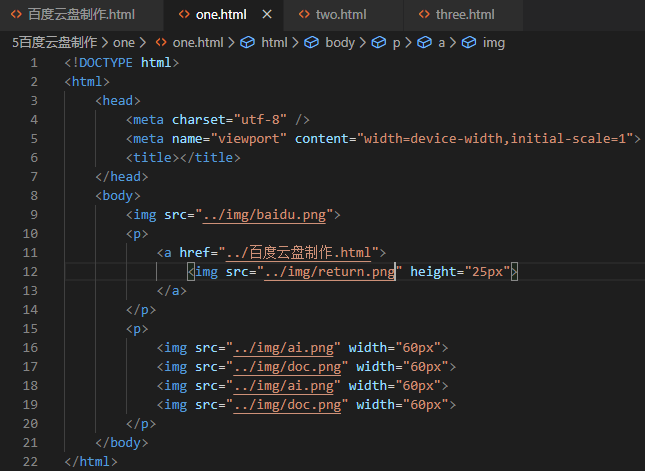 百度云盘制作.html one.html two.html three.html
5百度云盘制作 > one > one.html > html > body > p > a > img
1 <!DOCTYPE html>
2 <html>
3 <head>
4 <meta charset="utf-8" />
5 <meta name="viewport" content="width=device-width,initial-scale=1">
6 <title></title>
7 </head>
8 <body>
9 <img src="../img/baidu.png">
10 <p>
11 <a href="../百度云盘制作.html">
12 <img src="../img/return.png" height="25px">
13 </a>
14 </p>
15 <p>
16 <img src="../img/ai.png" width="60px">
17 <img src="../img/doc.png" width="60px">
18 <img src="../img/ai.png" width="60px">
19 <img src="../img/doc.png" width="60px">
20 </p>
21 </body>
22 </html>